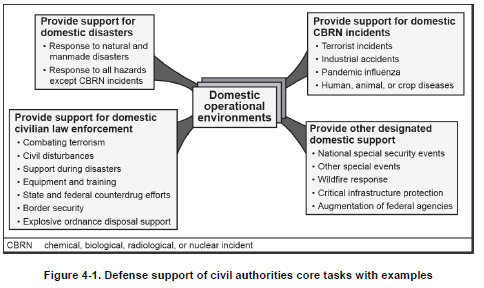 Provide support for
domestic disasters
• Response to natural and
manmade disasters
• Response to all hazards
except CBRN incidents
Provide support for domestic
CBRN incidents
• Terrorist incidents
• Industrial accidents
• Pandemic influenza
• Human, animal, or crop diseases
Domestic
operational
environments
Provide support for domestic
civilian law enforcement
• Combating terrorism
• Civil disturbances
• Support during disasters
• Equipment and training
• State and federal counterdrug efforts
• Border security
• Explosive ordnance disposal support
Provide other designated
domestic support
• National special security events
• Other special events
• Wildfire response
• Critical infrastructure protection
• Augmentation of federal agencies
CBRN chemical, biological, radiological, or nuclear incident
Figure 4-1. Defense support of civil authorities core tasks with examples